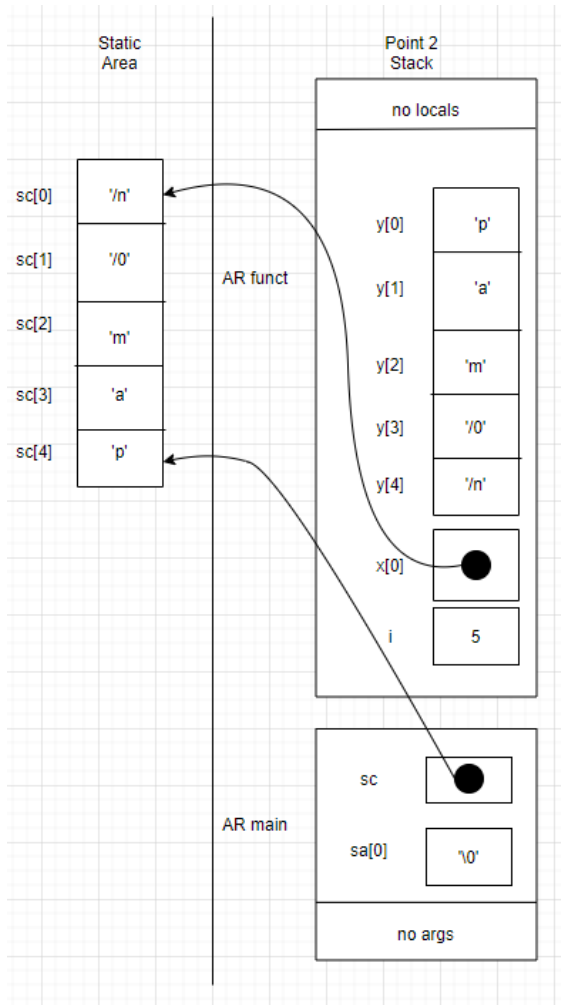 Static
Area
Point 2
Stack
no locals
sc[0] '/n'
sc[1] '/0'
sc[2] 'm'
sc[3] 'a'
sc[4] 'p'
AR funct
y[0] 'p'
y[1] 'a'
y[2] 'm'
y[3] '/0'
y[4] '/n'
x[0]
i 5
AR main
sc
sa[0] '\0'
no args